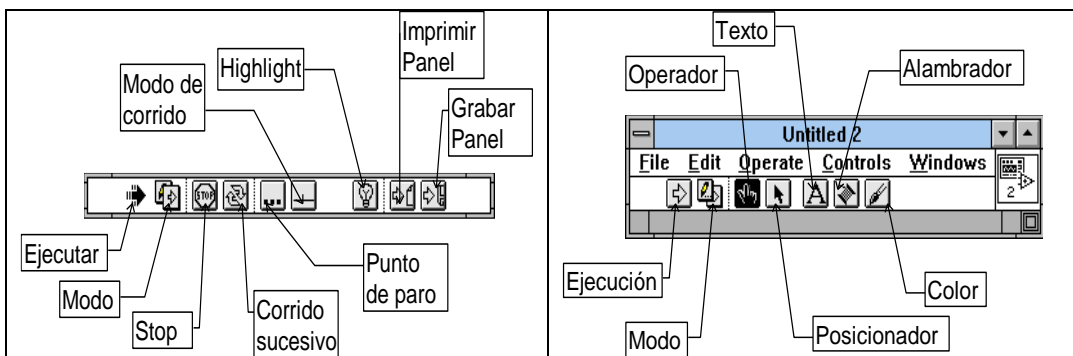 Imprimir
Panel
Highlight
Modo de
corrido
Grabar
Panel
STOP
Ejecutar
Modo
Stop
Corrido
sucesivo
Punto
de paro
Texto
Operador
Alambrador
Untitled 2
File Edit Operate Controls Windows
2
A
Ejecución
Modo
Posicionador
Color